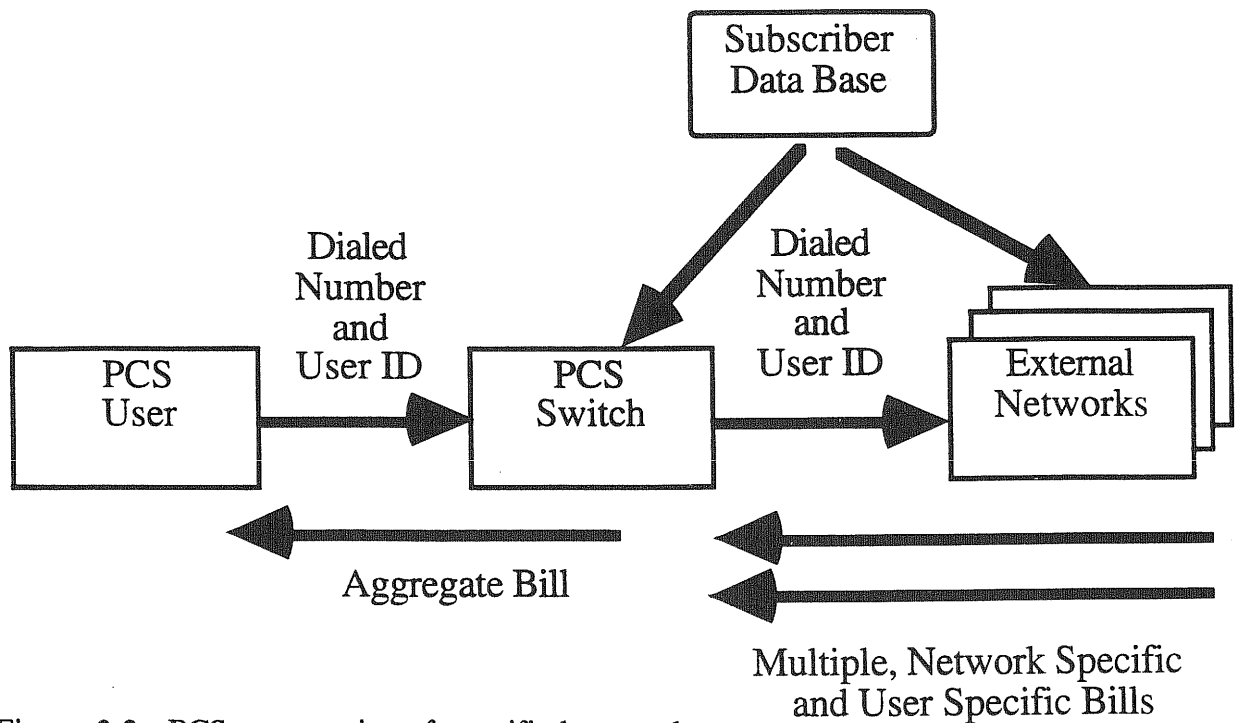 Subscriber
Data Base
Dialed
Number
and
User ID
Dialed
Number
and
User ID
PCS
User
PCS
Switch
External
Networks
Aggregate Bill
Multiple, Network Specific
and User Specific Bills